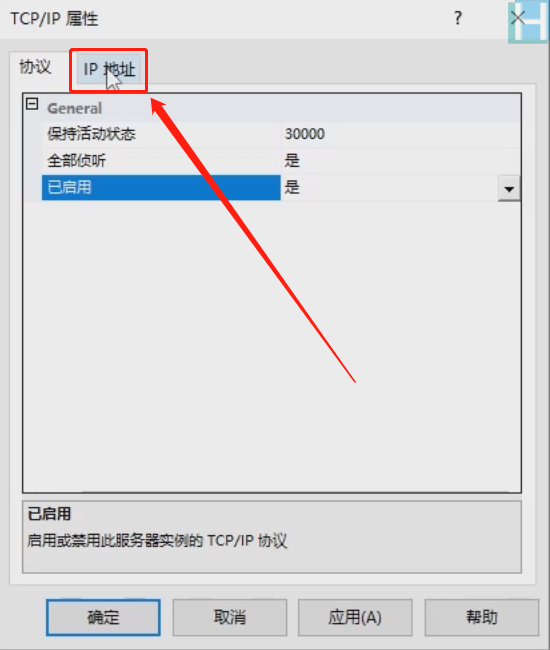 TCP/IP 属性
?
协议
IP 地址
General
保持活动状态 30000
全部侦听 是
已启用 是
已启用
启用或禁用此服务器实例的 TCP/IP 协议
确定 取消 应用(A) 帮助